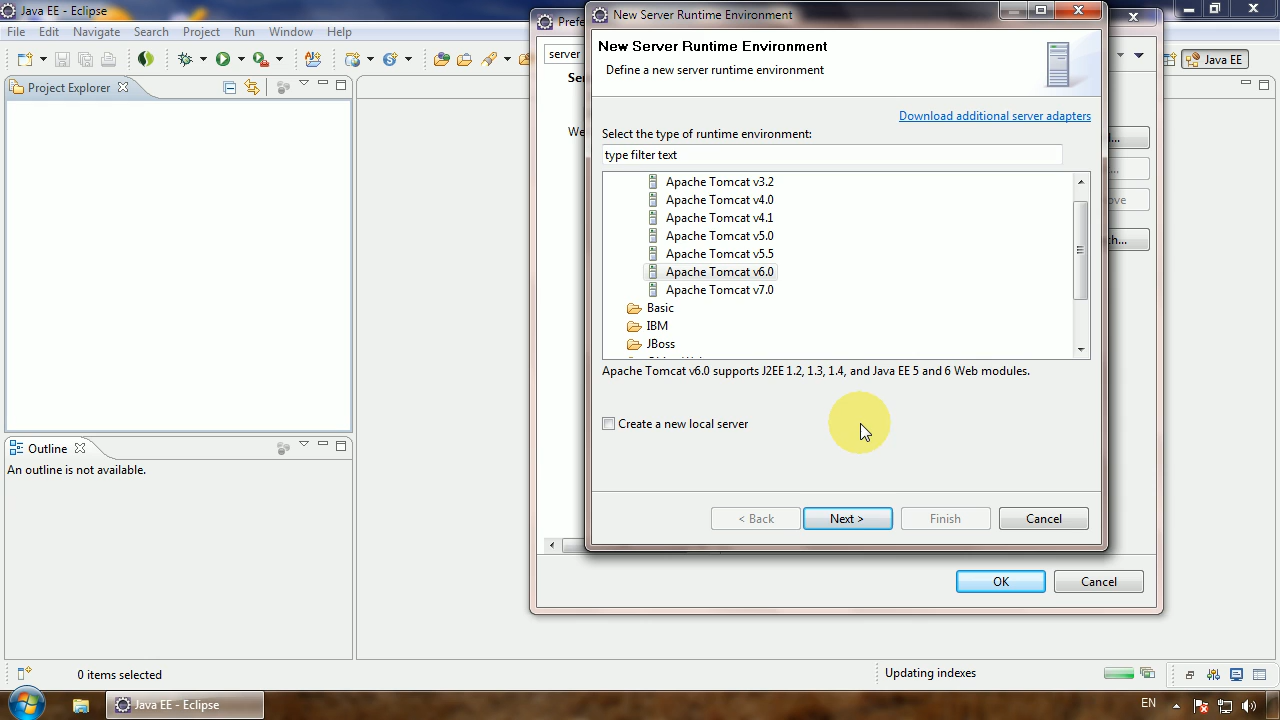 Java EE - Eclipse
File Edit Navigate Search Project Run Window Help
Java EE
Project Explorer
Outline
An outline is not available.
server
New Server Runtime Environment
New Server Runtime Environment
Define a new server runtime environment
Download additional server adapters
Select the type of runtime environment:
type filter text
Apache Tomcat v3.2
Apache Tomcat v4.0
Apache Tomcat v4.1
Apache Tomcat v5.0
Apache Tomcat v5.5
Apache Tomcat v6.0
Apache Tomcat v7.0
Basic
IBM
JBoss
Apache Tomcat v6.0 supports J2EE 1.2, 1.3, 1.4, and Java EE 5 and 6 Web modules.
Create a new local server
< Back Next > Finish Cancel
OK Cancel
0 items selected
Updating indexes
Java EE - Eclipse
EN